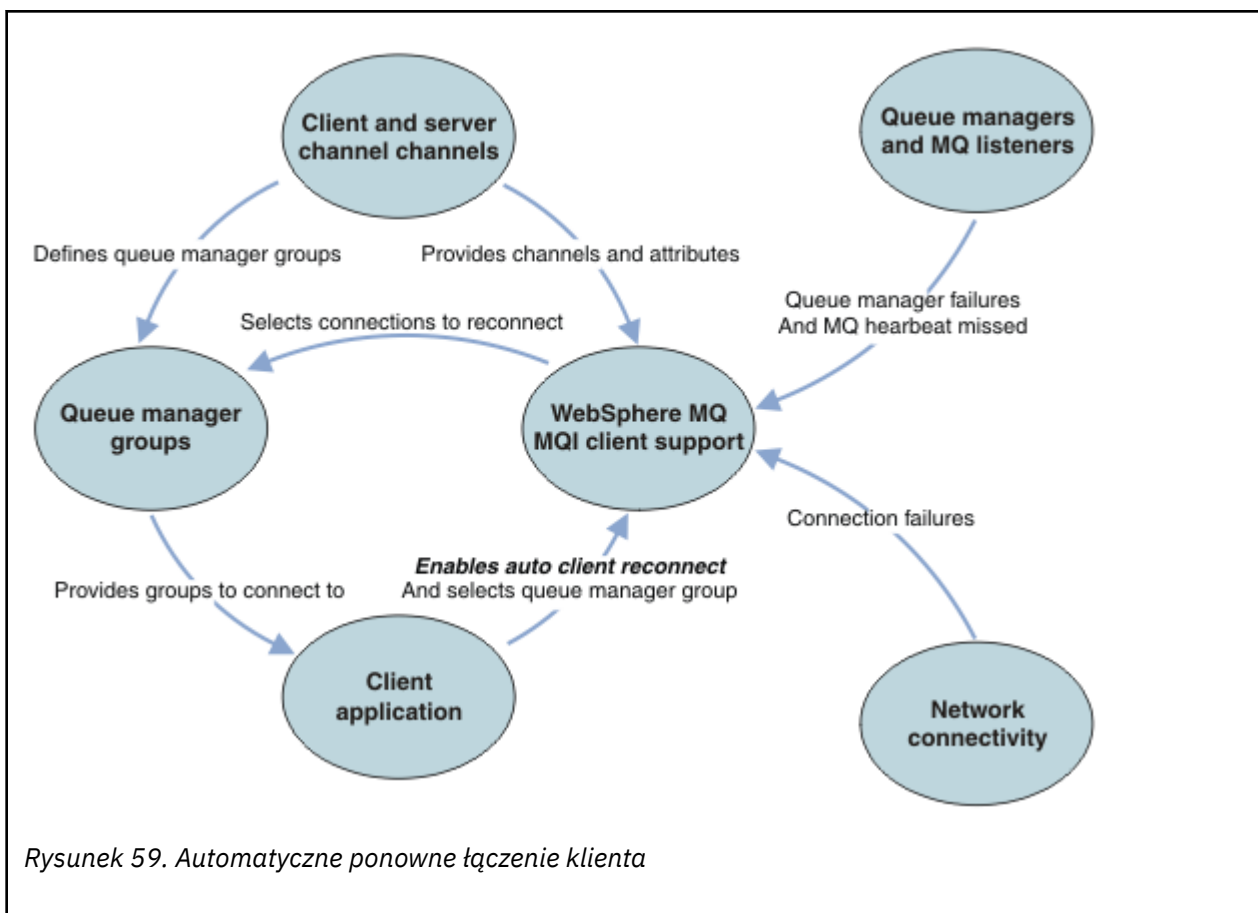 Client and server
channel channels
Queue managers
and MQ listeners
Defines queue manager groups
Provides channels and attributes
Queue manager failures
And MQ hearbeat missed
Selects connections to reconnect
Queue manager
groups
WebSphere MQ
MQI client support
Connection failures
Enables auto client reconnect
And selects queue manager group
Provides groups to connect to
Client
application
Network
connectivity
Rysunek 59. Automatyczne ponowne łączenie klienta